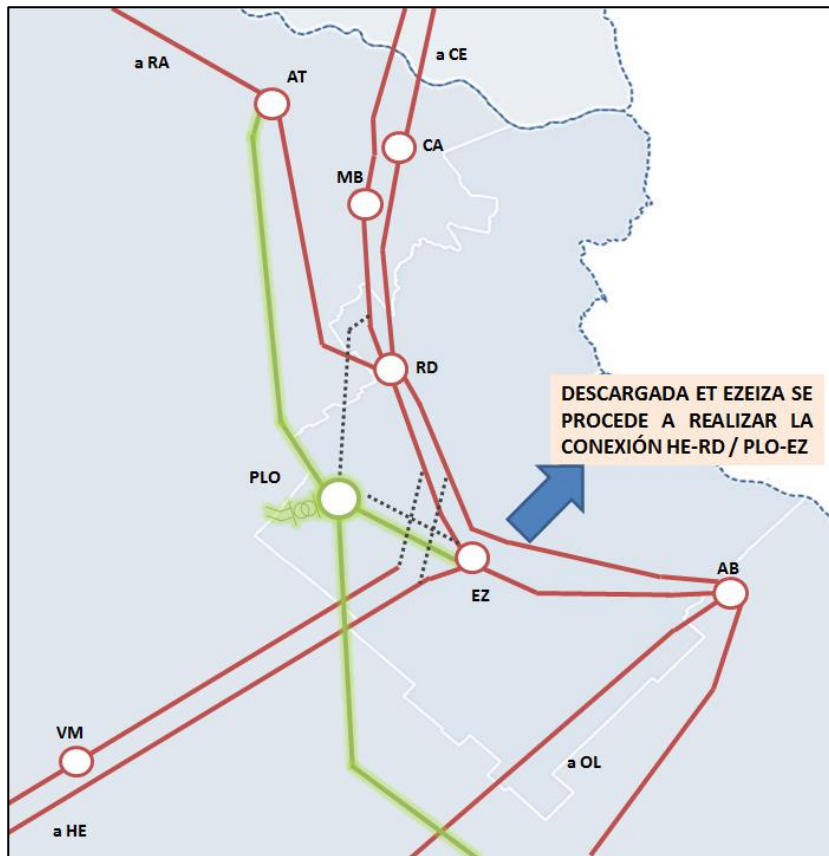 a RA
AT
a CE
CA
MB
RD
DESCARGADA ET EZEIZA SE
PROCEDE A REALIZAR LA
CONEXIÓN HE-RD / PLO-EZ
PLO
EZ
AB
VM
a OL
a HE